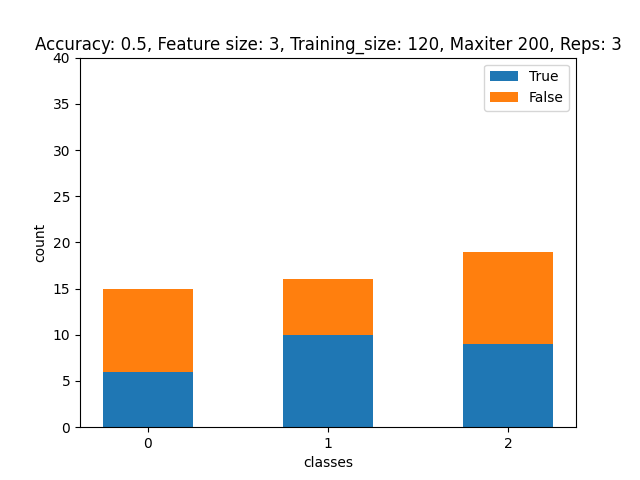 Accuracy: 0.5, Feature size: 3, Training_size: 120, Maxiter 200, Reps: 3
40
35
30
25
20
15
10
5
0
count
True
False
0 1 2
classes